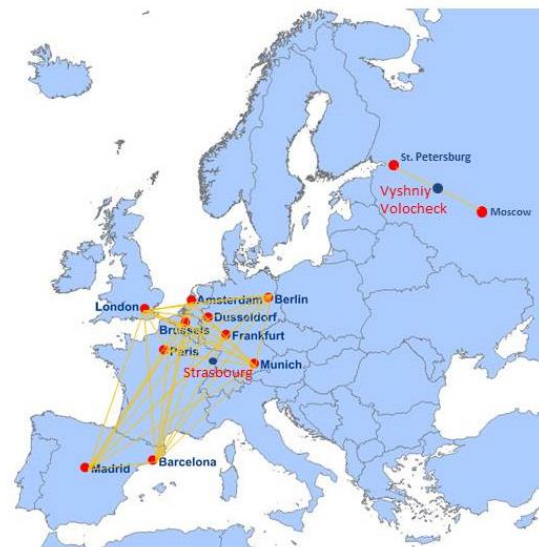 St. Petersburg
Vyshniy
Volocheck
Moscow
London
Amsterdam
Berlin
Dusseldorf
Brussels
Frankfurt
Paris
Munich
Strasbourg
Madrid
Barcelona